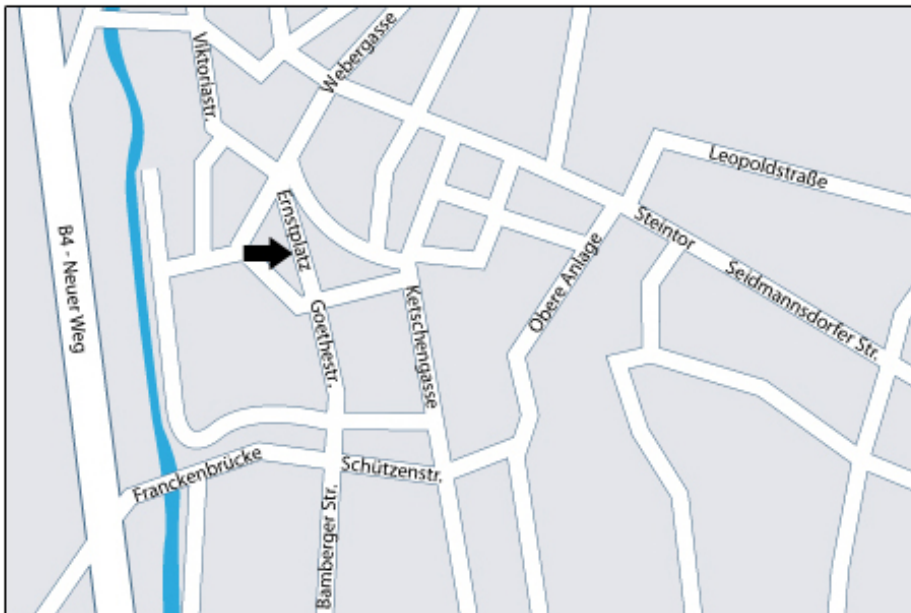 Viktoriastr.
Webergasse
Leopoldstraße
Ernstplatz
Steintor
B4 - Neuer Weg
Obere Anlage
Seidmannsdorfer Str.
Goethestr.
Ketschengasse
Franckenbrücke
Schützenstr.
Bamberger Str.